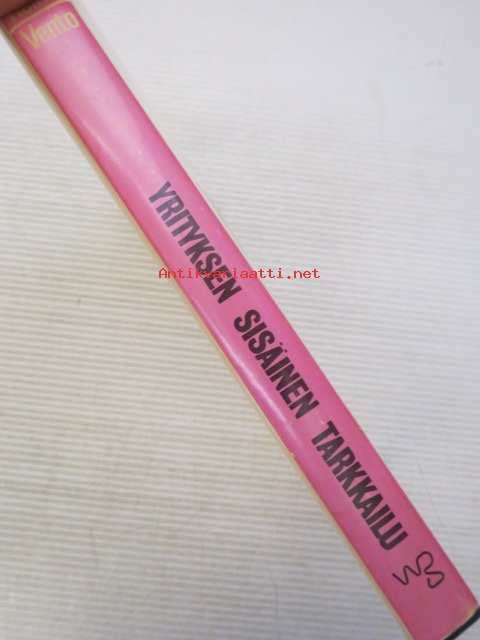 Vento
YRITYKSEN SISÄINEN TARKKAILU
Antikvariaatti.net